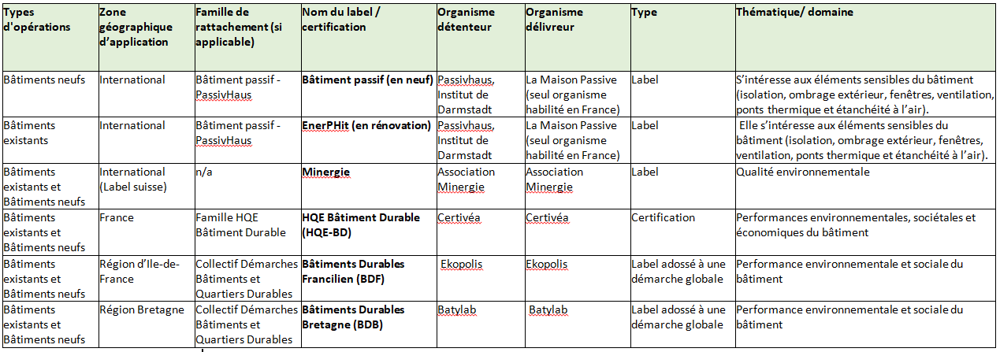 Types d'opérations
Zone géographique d’application
Famille de rattachement (si applicable)
Nom du label / certification
Organisme détenteur
Organisme délivreur
Type
Thématique/ domaine
Bâtiments neufs
International
Bâtiment passif - PassivHaus
Bâtiment passif (en neuf)
Passivhaus, Institut de Darmstadt
La Maison Passive (seul organisme habilité en France)
Label
S’intéresse aux éléments sensibles du bâtiment (isolation, ombrage extérieur, fenêtres, ventilation, ponts thermique et étanchéité à l’air).
Bâtiments existants
International
Bâtiment passif - PassivHaus
EnerPHit (en rénovation)
Passivhaus, Institut de Darmstadt
La Maison Passive (seul organisme habilité en France)
Label
Elle s’intéresse aux éléments sensibles du bâtiment (isolation, ombrage extérieur, fenêtres, ventilation, ponts thermique et étanchéité à l’air).
Bâtiments existants et Bâtiments neufs
International (Label suisse)
n/a
Minergie
Association Minergie
Association Minergie
Label
Qualité environnementale
Bâtiments existants et Bâtiments neufs
France
Famille HQE Bâtiment Durable
HQE Bâtiment Durable (HQE-BD)
Certivéa
Certivéa
Certification
Performances environnementales, sociétales et économiques du bâtiment
Bâtiments existants et Bâtiments neufs
Région d’Ile-de-France
Collectif Démarches Bâtiments et Quartiers Durables
Bâtiments Durables Francilien (BDF)
Ekopolis
Ekopolis
Label adossé à une démarche globale
Performance environnementale et sociale du bâtiment
Bâtiments existants et Bâtiments neufs
Région Bretagne
Collectif Démarches Bâtiments et Quartiers Durables
Bâtiments Durables Bretagne (BDB)
Batylab
Batylab
Label adossé à une démarche globale
Performance environnementale et sociale du bâtiment